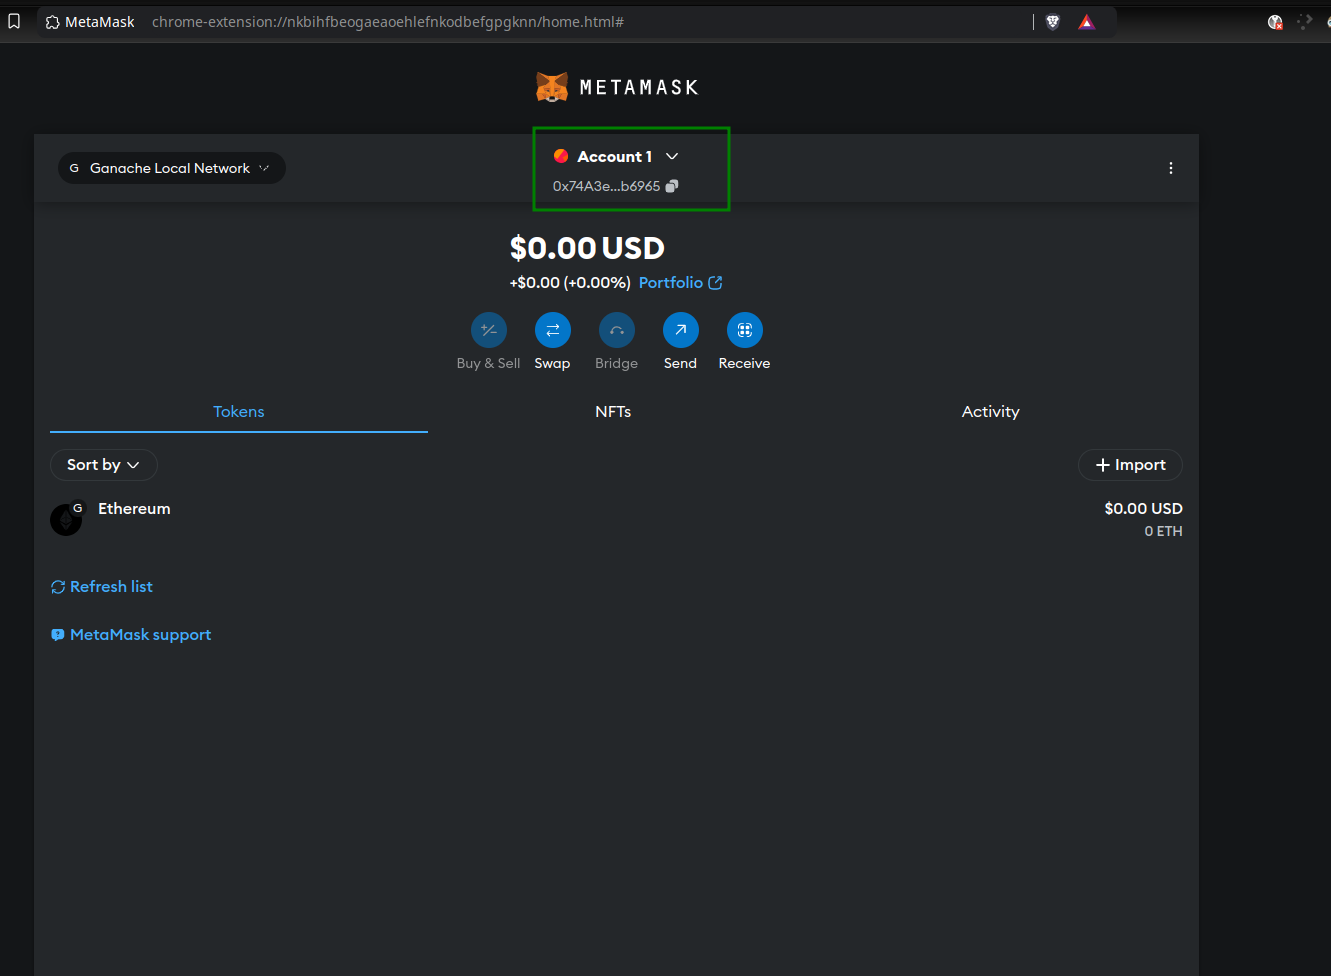 MetaMask chrome-extension://nkbihfbeogaeaoehlefnkodbefgpgknn/home.html#
METAMASK
G Ganache Local Network
Account 1
0x74A3e...b6965
$0.00 USD
+$0.00 (+0.00%) Portfolio
Buy & Sell Swap Bridge Send Receive
Tokens NFTs Activity
Sort by Import
G
Ethereum $0.00 USD
0 ETH
Refresh list
MetaMask support